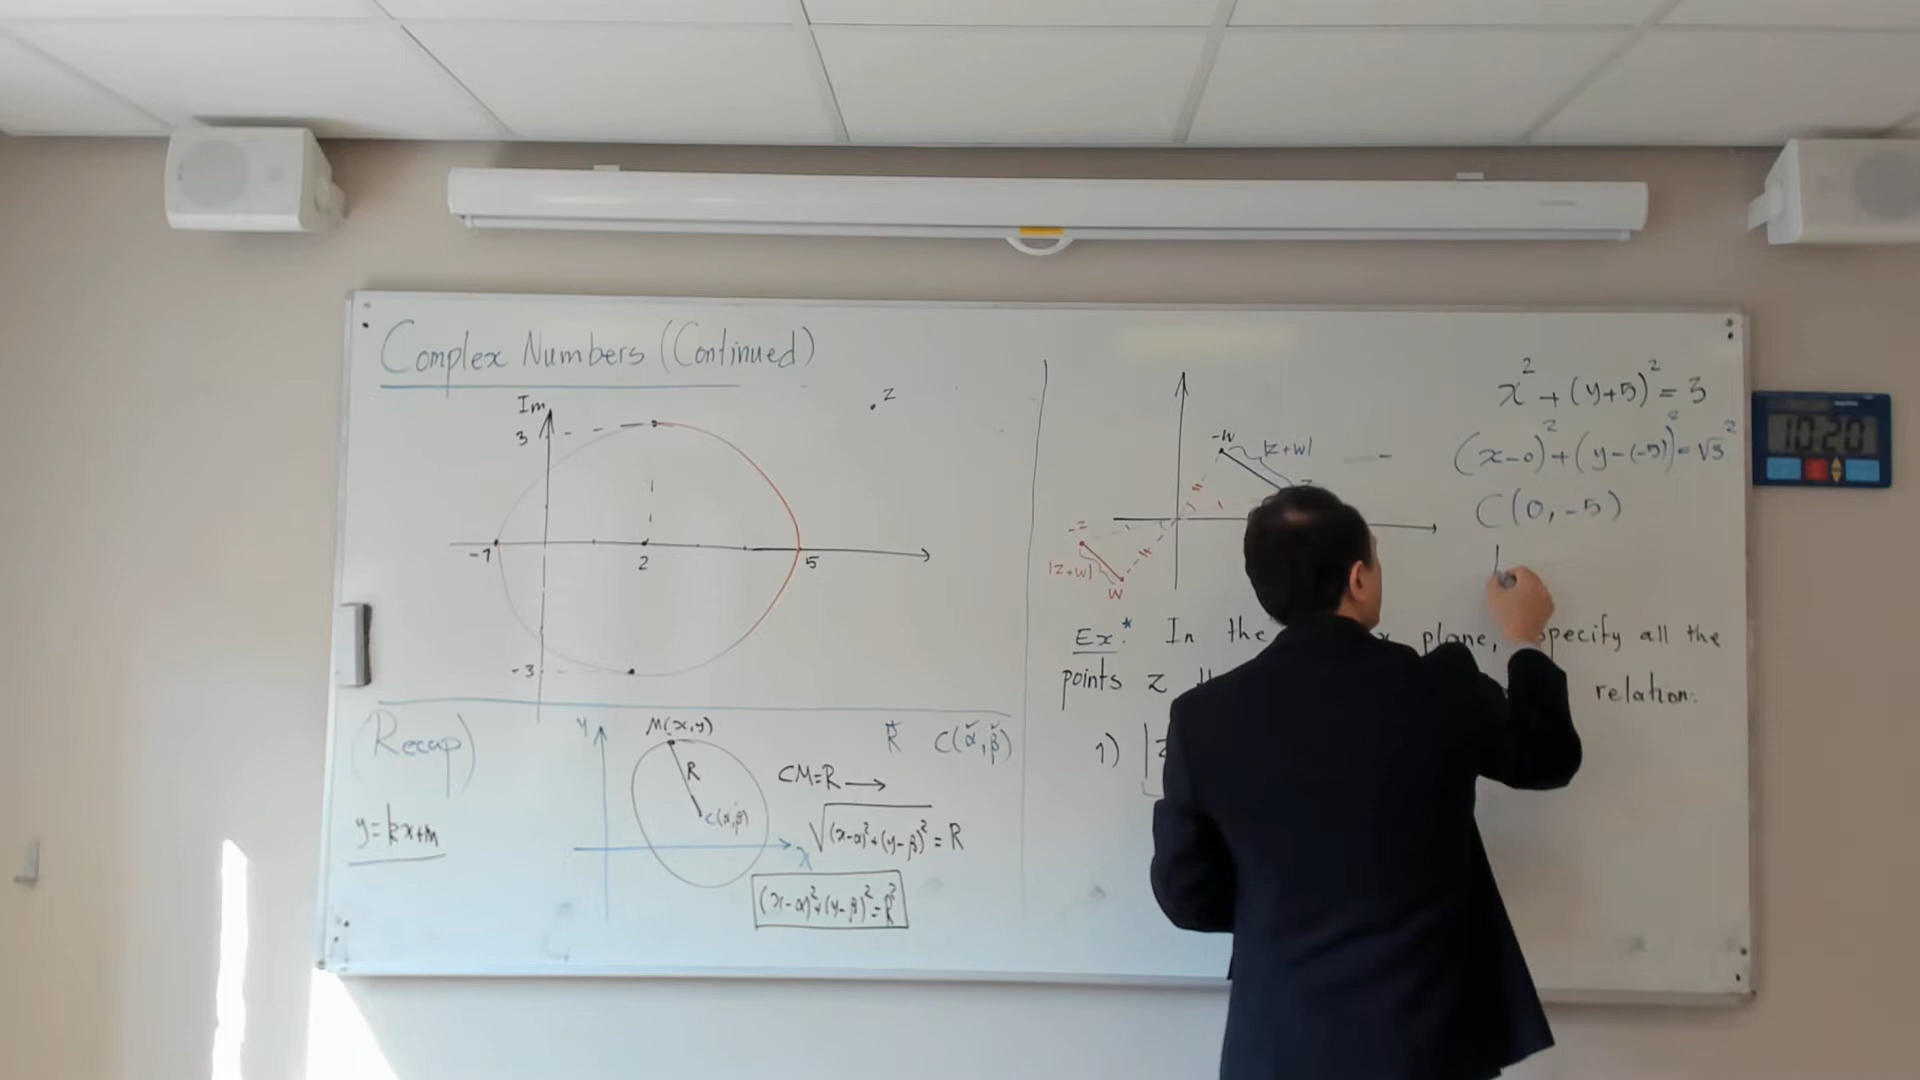 Complex Numbers (Continued)
Im
3
z
-1
2
5
-3
(Recap)
y=kx+m
y
M(x,y)
R
C(α,β)
x
R C(α,β)
CM=R →
√(x-α)²+(y-β)² = R
(x-α)²+(y-β)²=R²
-w
|z+w|
z
-z
|z+w|
w
x²+(y+5)²=3
(x-0)²+(y-(-5))²=√3²
C(0,-5)
Ex:* In the plane, specify all the
points z relation:
1) |z
10:20